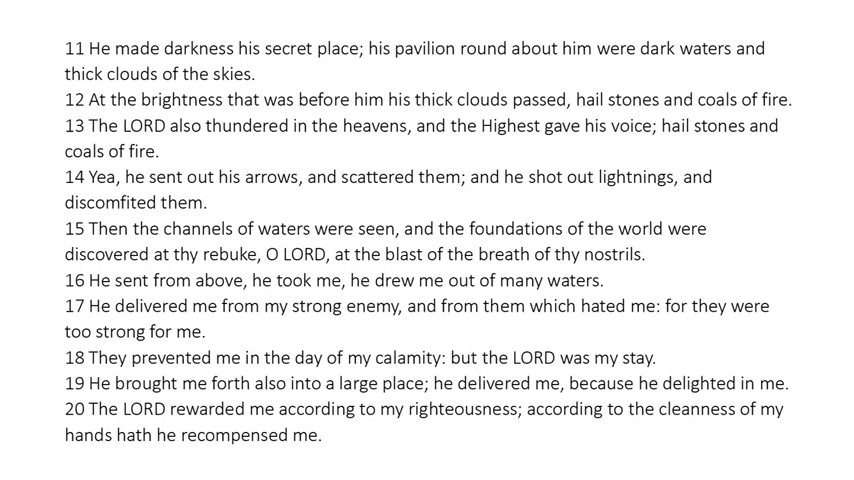 11 He made darkness his secret place; his pavilion round about him were dark waters and
thick clouds of the skies.
12 At the brightness that was before him his thick clouds passed, hail stones and coals of fire.
13 The LORD also thundered in the heavens, and the Highest gave his voice; hail stones and
coals of fire.
14 Yea, he sent out his arrows, and scattered them; and he shot out lightnings, and
discomfited them.
15 Then the channels of waters were seen, and the foundations of the world were
discovered at thy rebuke, O LORD, at the blast of the breath of thy nostrils.
16 He sent from above, he took me, he drew me out of many waters.
17 He delivered me from my strong enemy, and from them which hated me: for they were
too strong for me.
18 They prevented me in the day of my calamity: but the LORD was my stay.
19 He brought me forth also into a large place; he delivered me, because he delighted in me.
20 The LORD rewarded me according to my righteousness; according to the cleanness of my
hands hath he recompensed me.